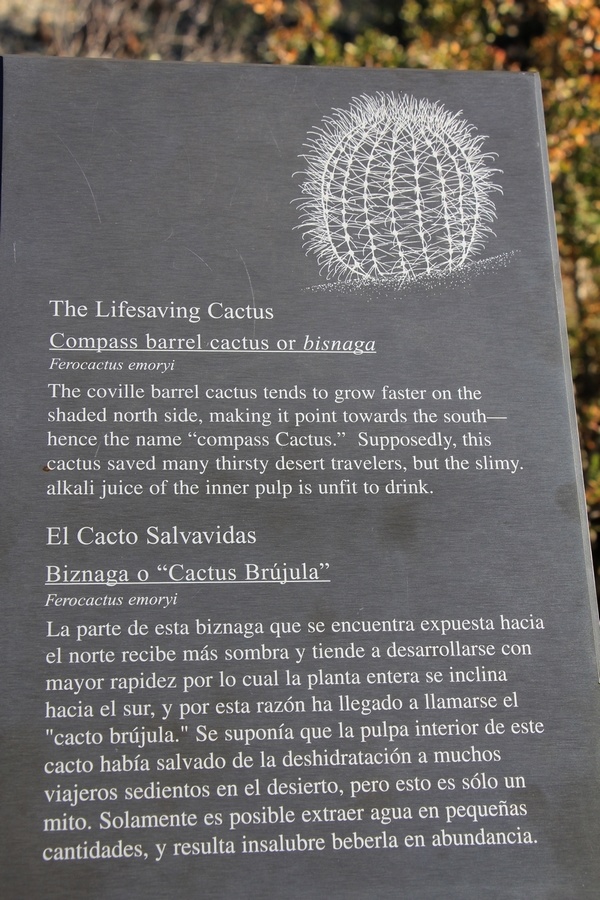 The Lifesaving Cactus
Compass barrel cactus or bisnaga
Ferocactus emoryi
The coville barrel cactus tends to grow faster on the
shaded north side, making it point towards the south—
hence the name “compass Cactus.” Supposedly, this
cactus saved many thirsty desert travelers, but the slimy.
alkali juice of the inner pulp is unfit to drink.
El Cacto Salvavidas
Biznaga o “Cactus Brújula”
Ferocactus emoryi
La parte de esta biznaga que se encuentra expuesta hacia
el norte recibe más sombra y tiende a desarrollarse con
mayor rapidez por lo cual la planta entera se inclina
hacia el sur, y por esta razón ha llegado a llamarse el
"cacto brújula." Se suponía que la pulpa interior de este
cacto había salvado de la deshidratación a muchos
viajeros sedientos en el desierto, pero esto es sólo un
mito. Solamente es posible extraer agua en pequeñas
cantidades, y resulta insalubre beberla en abundancia.